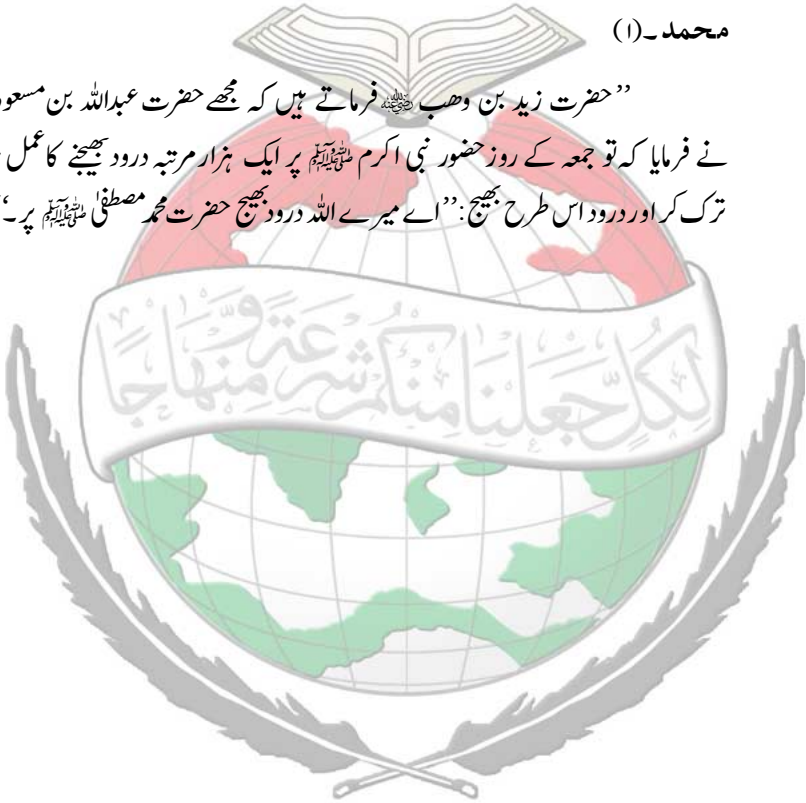 محمد ـ(۱)
’’حضرت زید بن وھب رضی اللہ عنہ فرماتے ہیں کہ مجھے حضرت عبداللہ بن مسعو
نے فرمایا کہ تو جمعہ کے روز حضور نبی اکرم ﷺ پر ایک ہزار مرتبہ درود بھیجنے کا عمل
ترک کر اور درود اس طرح بھیج: ’’اے میرے اللہ درود بھیج حضرت محمد مصطفیٰ ﷺ پر۔‘‘
لِكُلٍّ جَعَلْنَا مِنْكُمْ شِرْعَةً وَّمِنْهَاجًا